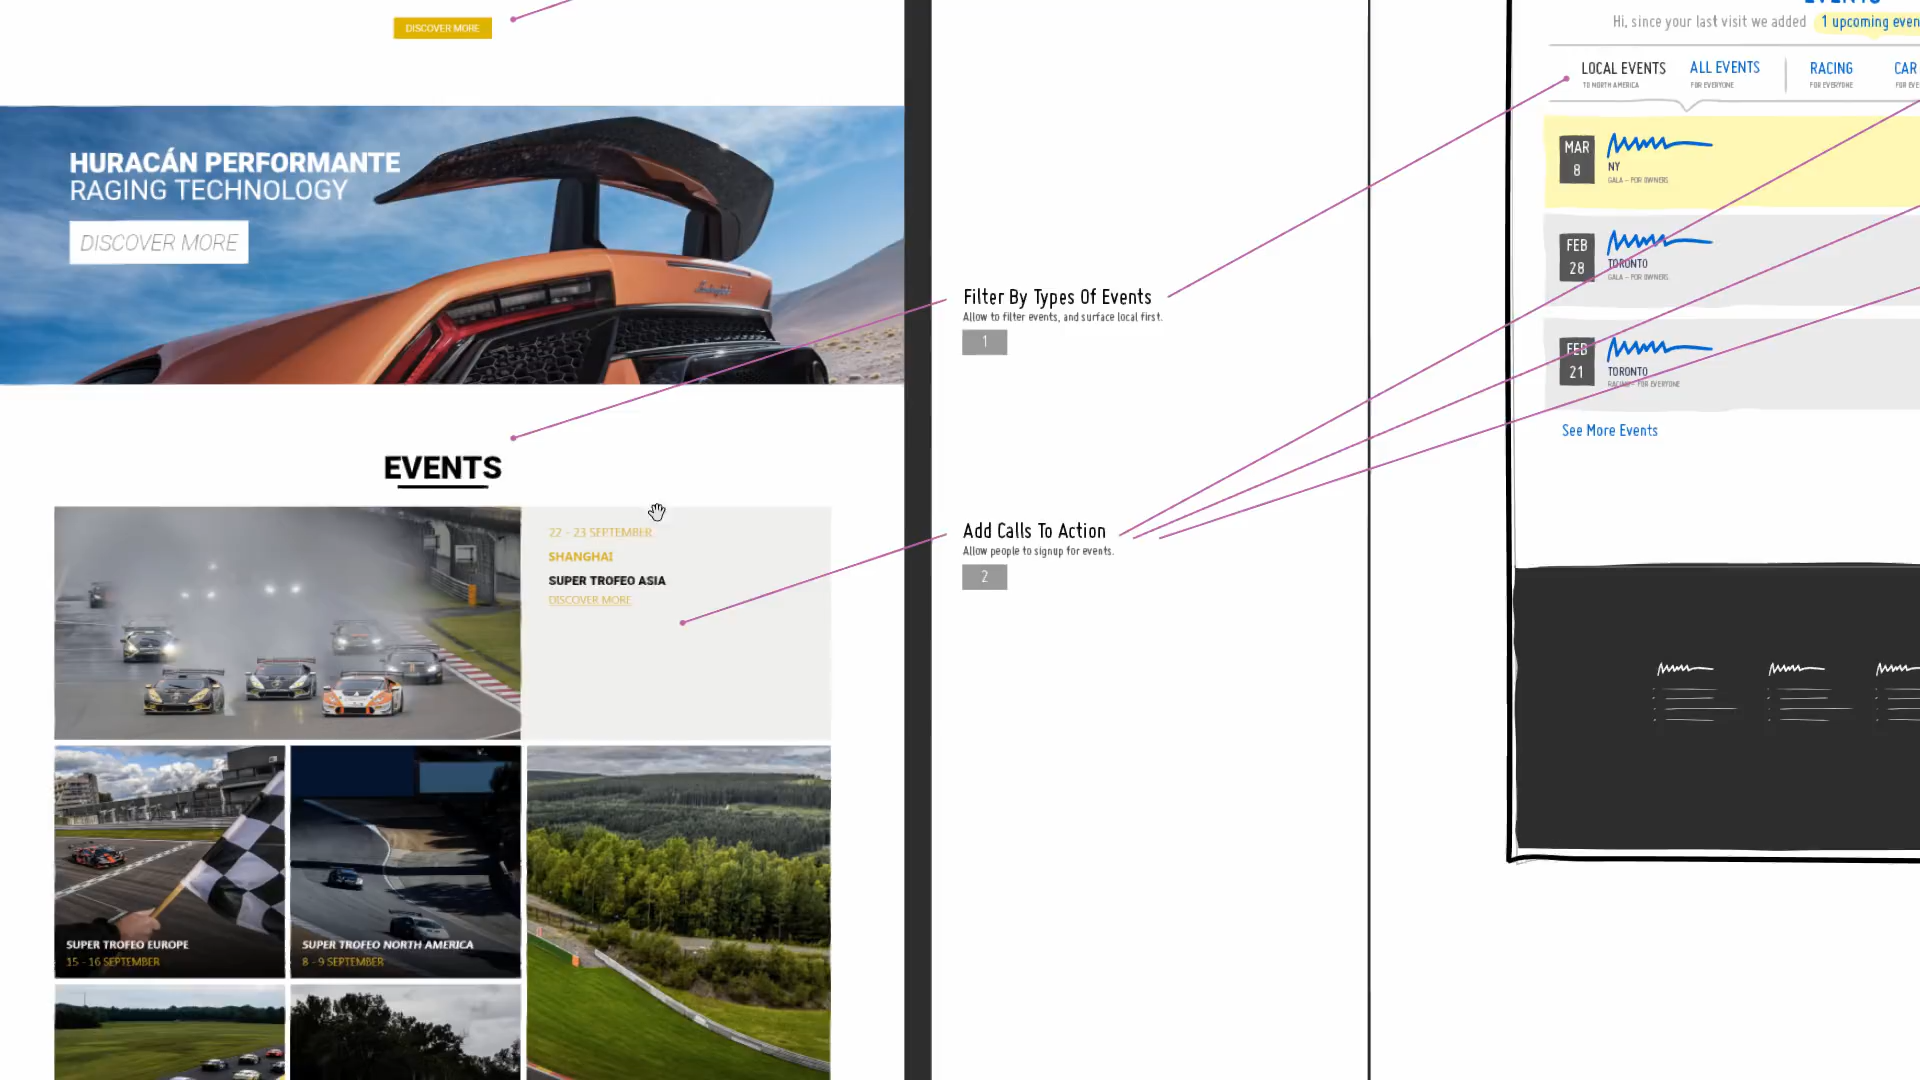 DISCOVER MORE
HURACÁN PERFORMANTE
RAGING TECHNOLOGY
DISCOVER MORE
EVENTS
22 - 23 SEPTEMBER
SHANGHAI
SUPER TROFEO ASIA
DISCOVER MORE
SUPER TROFEO EUROPE
15 - 16 SEPTEMBER
SUPER TROFEO NORTH AMERICA
8 - 9 SEPTEMBER
Filter By Types Of Events
Allow to filter events, and surface local first.
1
Add Calls To Action
Allow people to signup for events.
2
EVENTS
Hi, since your last visit we added 1 upcoming even
LOCAL EVENTS
TO NORTH AMERICA
ALL EVENTS
FOR EVERYONE
RACING
FOR EVERYONE
CAR
FOR EVE
MAR
8
NY
GALA - FOR OWNERS
FEB
28
TORONTO
GALA - FOR OWNERS
FEB
21
TORONTO
RACING - FOR EVERYONE
See More Events